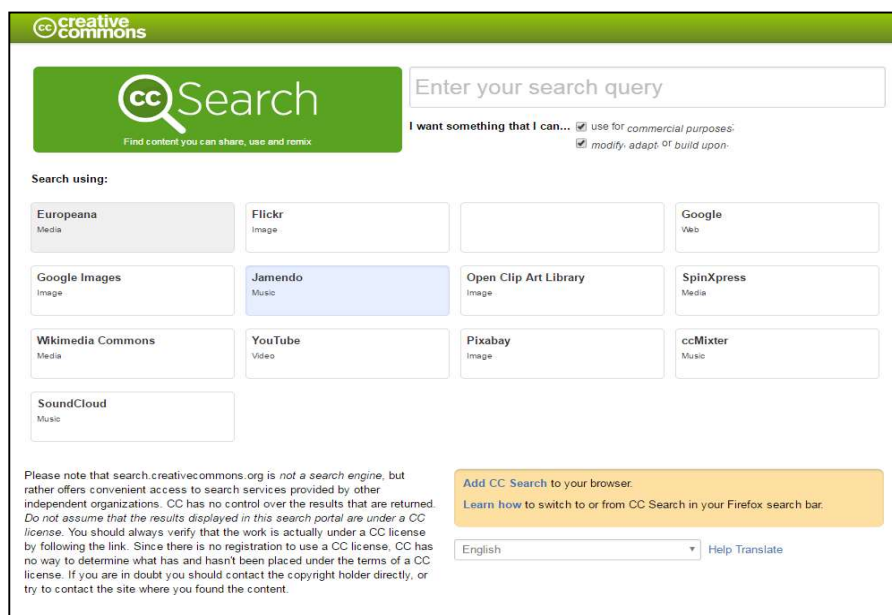 cc creative commons
cc Search
Find content you can share, use and remix
Enter your search query
I want something that I can... use for commercial purposes;
modify, adapt, or build upon.
Search using:
Europeana
Media
Flickr
Image
Google
Web
Google Images
Image
Jamendo
Music
Open Clip Art Library
Image
SpinXpress
Media
Wikimedia Commons
Media
YouTube
Video
Pixabay
Image
ccMixter
Music
SoundCloud
Music
Please note that search.creativecommons.org is not a search engine, but
rather offers convenient access to search services provided by other
independent organizations. CC has no control over the results that are returned.
Do not assume that the results displayed in this search portal are under a CC
license. You should always verify that the work is actually under a CC license
by following the link. Since there is no registration to use a CC license, CC has
no way to determine what has and hasn't been placed under the terms of a CC
license. If you are in doubt you should contact the copyright holder directly, or
try to contact the site where you found the content.
Add CC Search to your browser.
Learn how to switch to or from CC Search in your Firefox search bar.
English
Help Translate